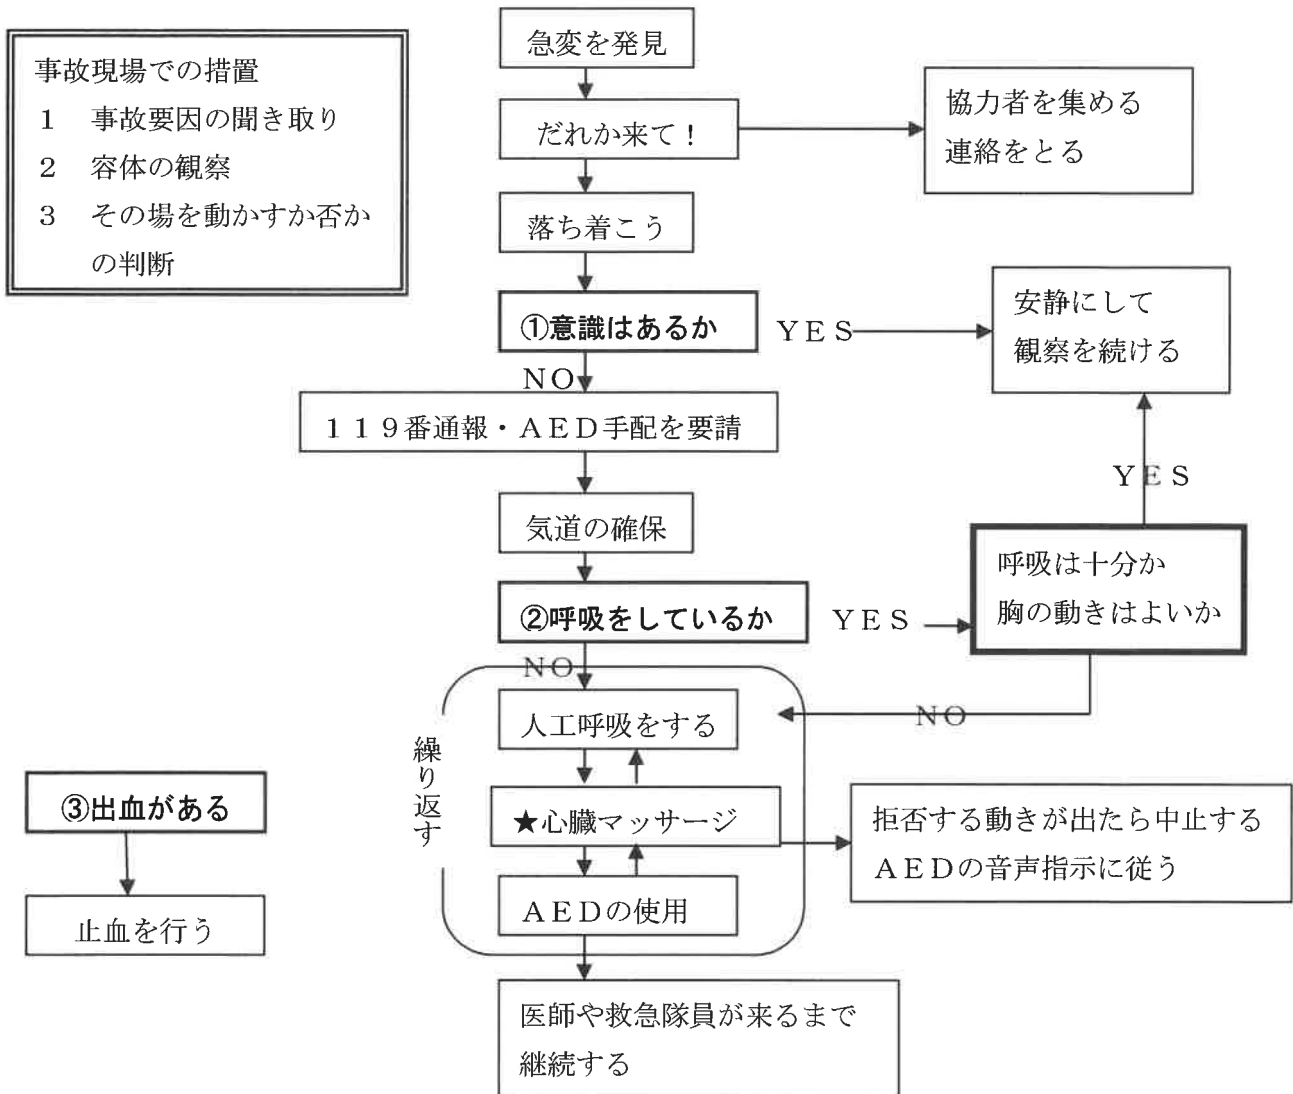 急変を発見
事故現場での措置
１　事故要因の聞き取り
２　容体の観察
３　その場を動かすか否か
の判断
だれか来て！
協力者を集める
連絡をとる
落ち着こう
①意識はあるか
ＹＥＳ
安静にして
観察を続ける
ＮＯ
１１９番通報・ＡＥＤ手配を要請
ＹＥＳ
気道の確保
呼吸は十分か
胸の動きはよいか
②呼吸をしているか
ＹＥＳ
ＮＯ
人工呼吸をする
ＮＯ
繰り返す
★心臓マッサージ
拒否する動きが出たら中止する
ＡＥＤの音声指示に従う
③出血がある
ＡＥＤの使用
止血を行う
医師や救急隊員が来るまで
継続する